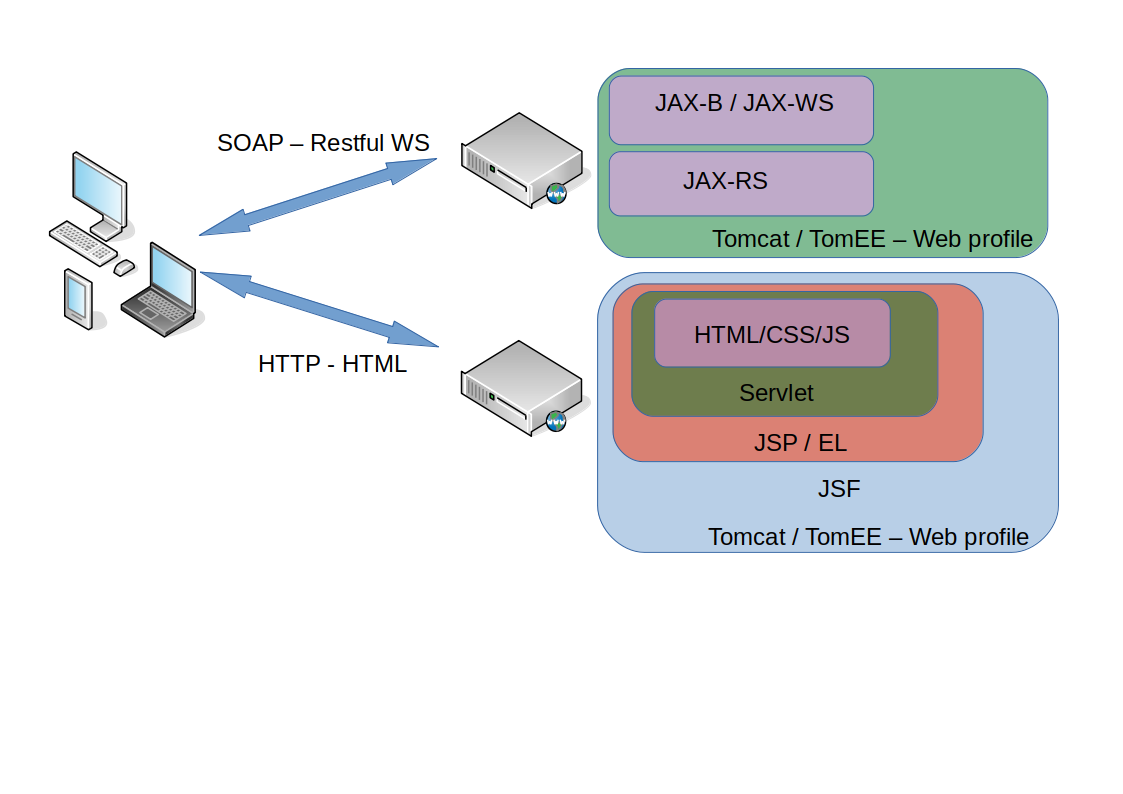 SOAP – Restful WS
JAX-B / JAX-WS
JAX-RS
Tomcat / TomEE – Web profile
HTTP - HTML
HTML/CSS/JS
Servlet
JSP / EL
JSF
Tomcat / TomEE – Web profile